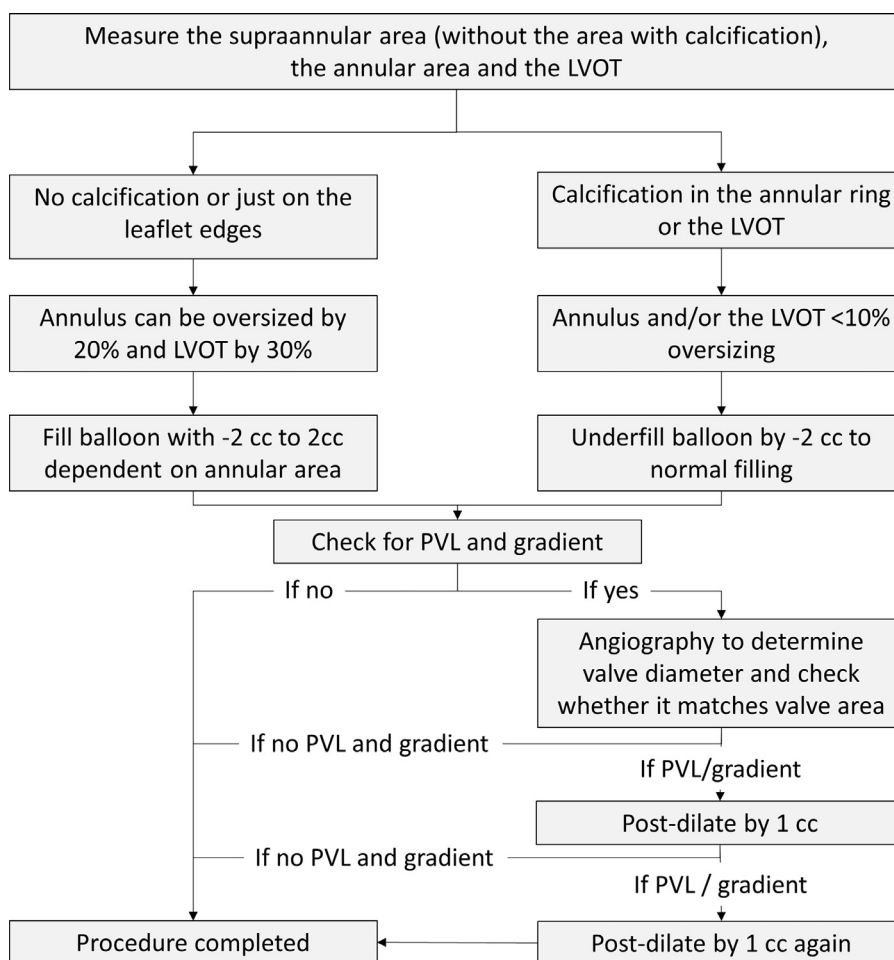 Measure the supraannular area (without the area with calcification),
the annular area and the LVOT
No calcification or just on the
leaflet edges
Calcification in the annular ring
or the LVOT
Annulus can be oversized by
20% and LVOT by 30%
Annulus and/or the LVOT <10%
oversizing
Fill balloon with -2 cc to 2cc
dependent on annular area
Underfill balloon by -2 cc to
normal filling
Check for PVL and gradient
If no
If yes
Angiography to determine
valve diameter and check
whether it matches valve area
If no PVL and gradient
If PVL/gradient
Post-dilate by 1 cc
If no PVL and gradient
If PVL / gradient
Procedure completed
Post-dilate by 1 cc again